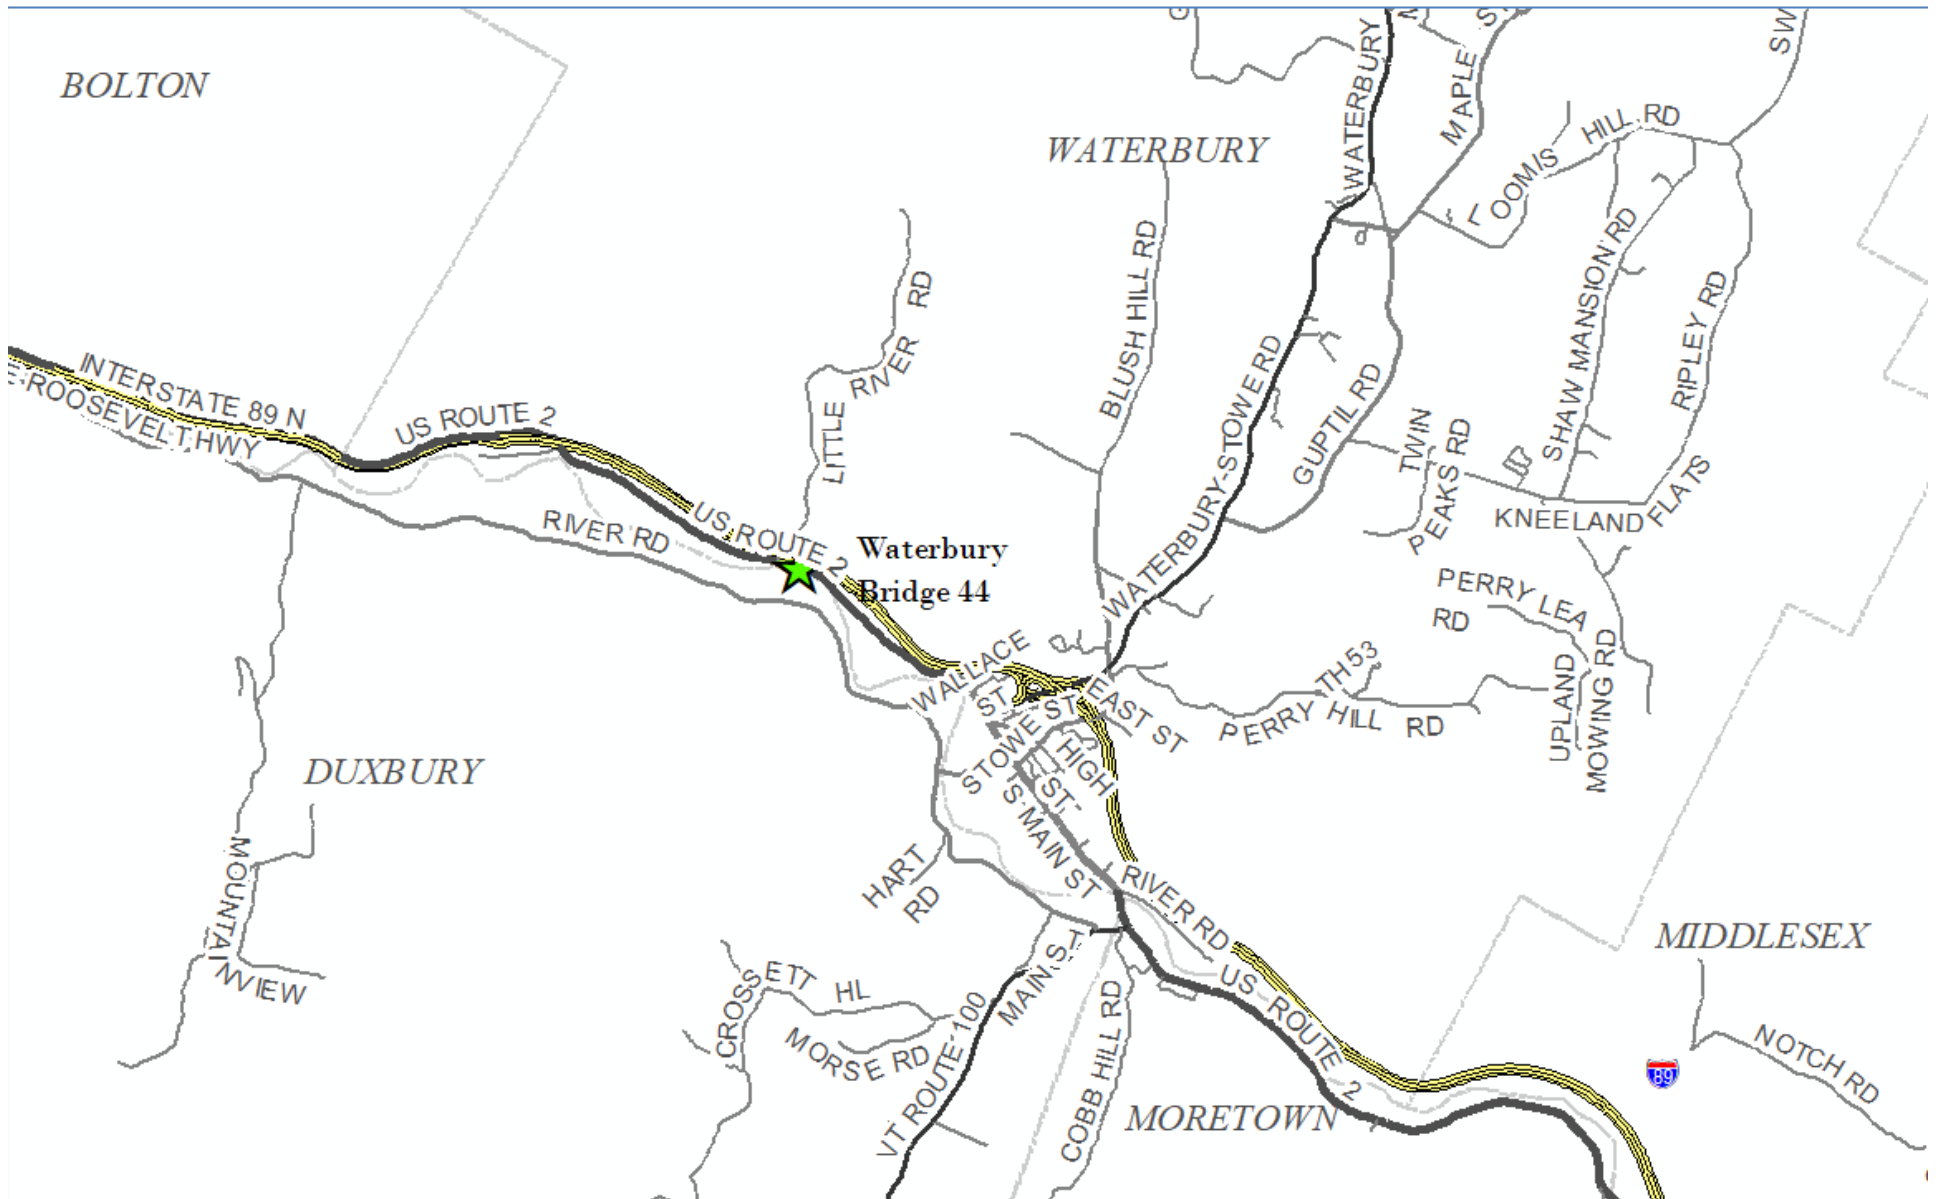 BOLTON
WATERBURY
WATERBURY
MAPLE S
SW
LOOMIS HILL RD
LITTLE RIVER RD
BLUSH HILL RD
SHAW MANSION RD
RIPLEY RD
INTERSTATE 89 N
E ROOSEVELT HWY
US ROUTE 2
WATERBURY-STOWE RD
GUPTIL RD
TWIN PEAKS RD
KNEELAND FLATS
RIVER RD
US ROUTE 2
Waterbury
Bridge 44
PERRY LEA
RD
WALLACE
ST
EAST ST
TH 53
PERRY HILL RD
UPLAND
MOWING RD
STOWE ST
HIGH
ST
S MAIN ST
DUXBURY
HART
RD
RIVER RD
MOUNTAINVIEW
MIDDLESEX
CROSSETT HL
MORSE RD
MAIN ST
VT ROUTE 100
COBB HILL RD
US ROUTE 2
MORETOWN
89
NOTCH RD